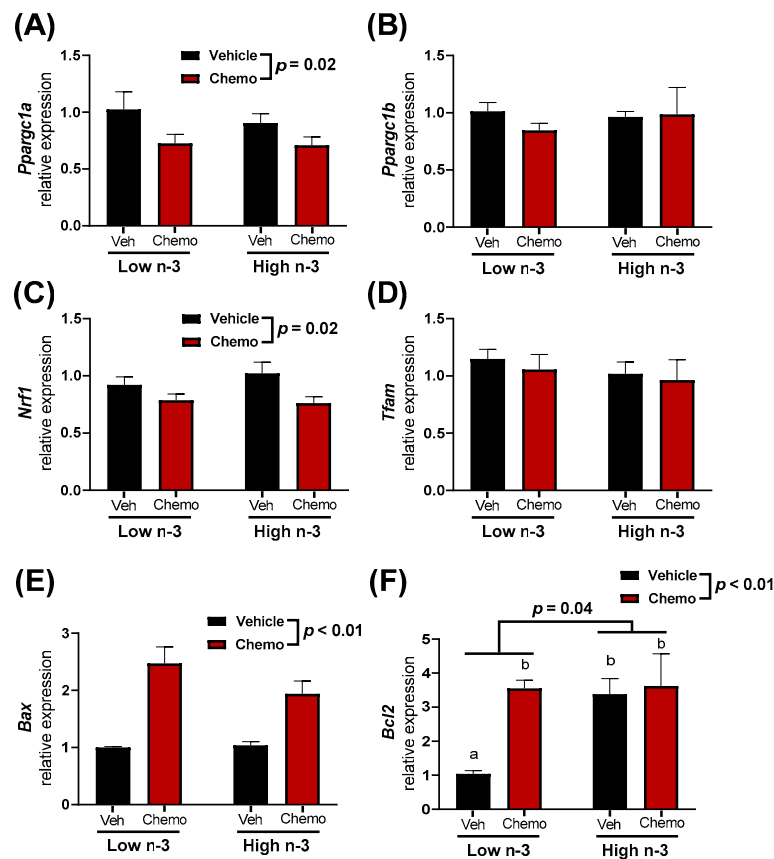 (A)
Ppargc1a
relative expression
1.5
1.0
0.5
0.0
Vehicle
Chemo
p = 0.02
Veh Chemo Veh Chemo
Low n-3 High n-3
(B)
Ppargc1b
relative expression
1.5
1.0
0.5
0.0
Veh Chemo Veh Chemo
Low n-3 High n-3
(C)
Nrf1
relative expression
1.5
1.0
0.5
0.0
Vehicle
Chemo
p = 0.02
Veh Chemo Veh Chemo
Low n-3 High n-3
(D)
Tfam
relative expression
1.5
1.0
0.5
0.0
Veh Chemo Veh Chemo
Low n-3 High n-3
(E)
Bax
relative expression
3
2
1
0
Vehicle
Chemo
p < 0.01
Veh Chemo Veh Chemo
Low n-3 High n-3
(F)
Bcl2
relative expression
5
4
3
2
1
0
Vehicle
Chemo
p < 0.01
p = 0.04
a b b b
Veh Chemo Veh Chemo
Low n-3 High n-3